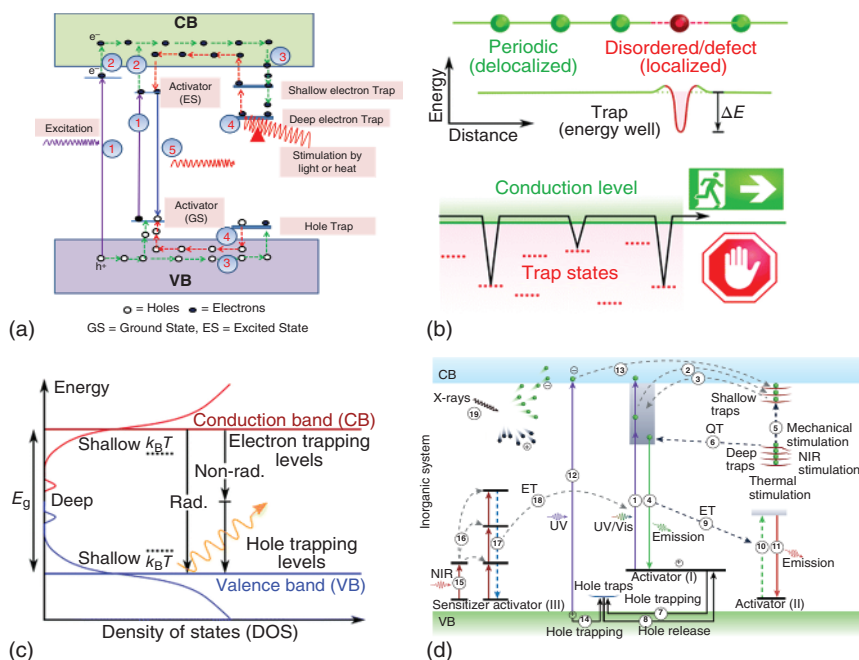 CB
e⁻
3
2
2
e⁻
Activator
(ES)
Shallow electron Trap
4
Deep electron Trap
Excitation
1
1
5
Stimulation by
light or heat
Activator
(GS)
Hole Trap
4
h⁺
3
VB
= Holes = Electrons
GS = Ground State, ES = Excited State
(a)
Periodic
(delocalized)
Disordered/defect
(localized)
Energy
Trap
(energy well)
ΔE
Distance
Conduction level
Trap states
(b)
Energy
Conduction band (CB)
Shallow k_BT
Electron trapping
levels
Non-rad.
E_g
Deep
Rad.
Shallow k_BT
Hole trapping
levels
Valence band (VB)
Density of states (DOS)
(c)
CB
13
2
3
X-rays
19
Shallow
traps
QT
6
5
Mechanical
stimulation
Deep
traps
NIR
stimulation
Thermal
stimulation
Inorganic system
12
ET
18
1
4
ET
9
UV
UV/Vis
Emission
16
17
10
11
Emission
NIR
15
Activator (I)
Hole traps
Hole trapping
Sensitizer activator (III)
Activator (II)
7
VB
14
8
Hole trapping
Hole release
(d)